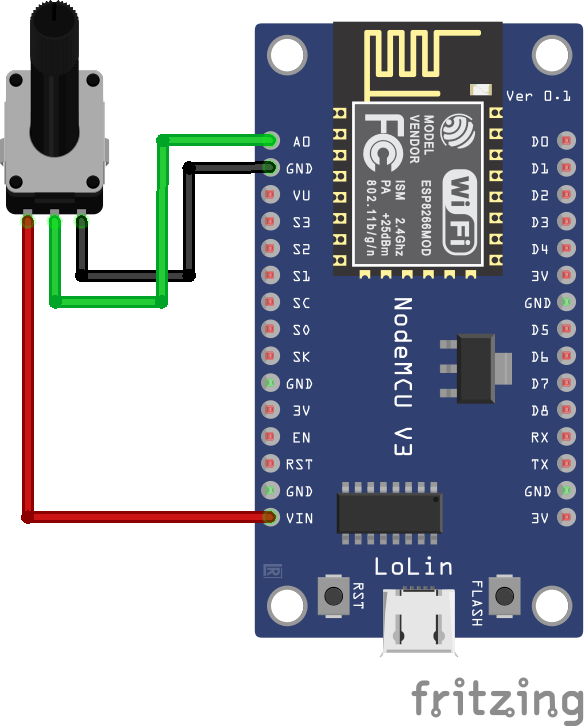 Ver 0.1
A0
GND
VU
S3
S2
S1
SC
S0
SK
GND
3V
EN
RST
GND
VIN
D0
D1
D2
D3
D4
3V
GND
D5
D6
D7
D8
RX
TX
GND
3V
MODEL
VENDOR
FC
ESP8266MOD
ISM 2.4Ghz
PA +25dBm
802.11b/g/n
WiFi
NodeMCU V3
LoLin
RST
FLASH
fritzing